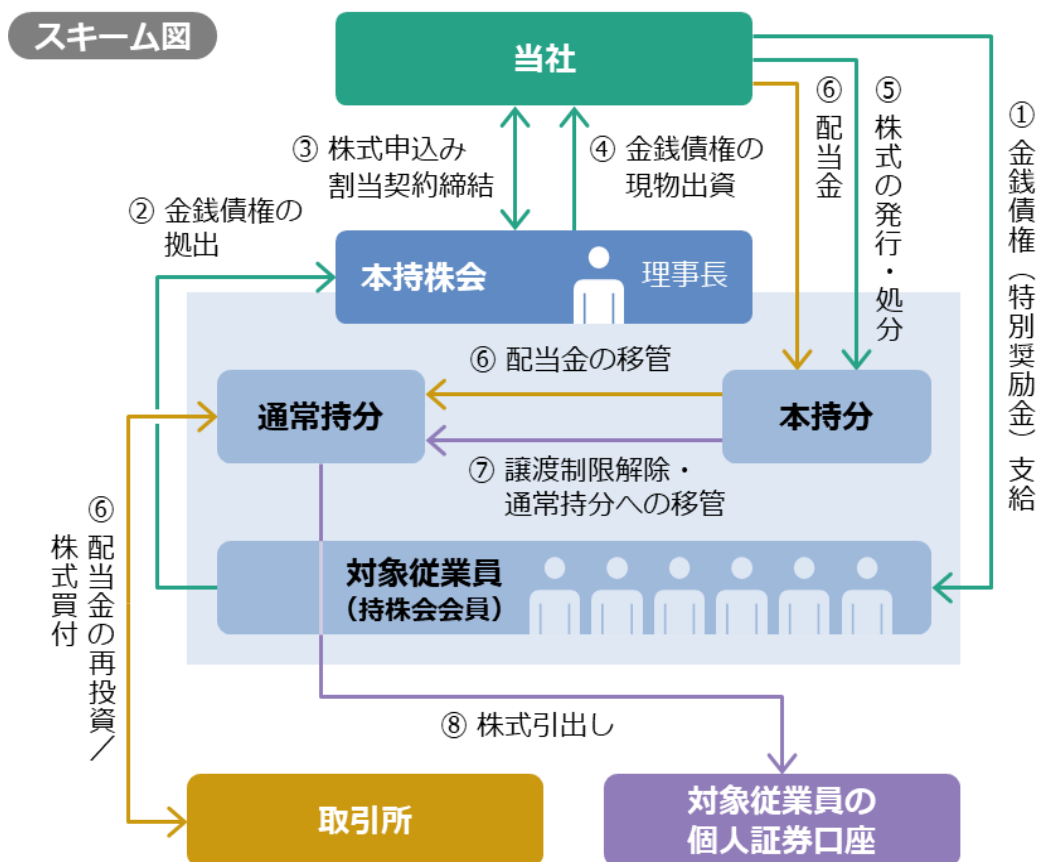 スキーム図
当社
③ 株式申込み
割当契約締結
④ 金銭債権の
現物出資
⑥ 配当金
⑤ 株式の発行・処分
① 金銭債権（特別奨励金）支給
② 金銭債権の
拠出
本持株会
理事長
⑥ 配当金の移管
通常持分
本持分
⑦ 譲渡制限解除・
通常持分への移管
⑥ 配当金の再投資／
株式買付
対象従業員
（持株会会員）
⑧ 株式引出し
取引所
対象従業員の
個人証券口座